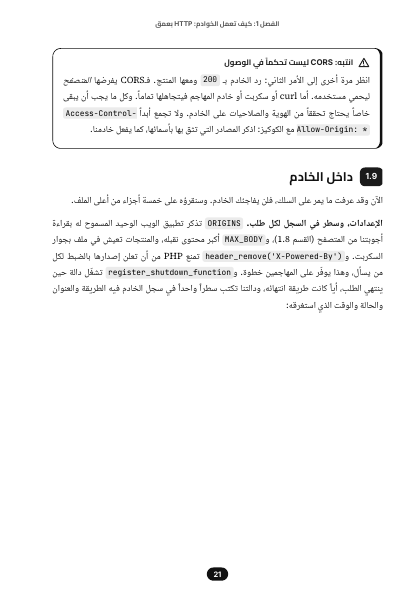 الفصل 1: كيف تعمل الخوادم: HTTP بعمق
انتبه: CORS ليست تحكماً في الوصول
انظر مرة أخرى إلى الأمر الثاني: رد الخادم بـ 200 ومعها المنتج. فـCORS يفرضها المتصفح
ليحمي مستخدمه. أما curl أو سكربت أو خادم المهاجم فيتجاهلها تماماً. وكل ما يجب أن يبقى
خاصاً يحتاج تحققاً من الهوية والصلاحيات على الخادم. ولا تجمع أبداً Access-Control-
Allow-Origin: * مع الكوكيز: اذكر المصادر التي تثق بها بأسمائها، كما يفعل خادمنا.
1.9 داخل الخادم
الآن وقد عرفت ما يمر على السلك، فلن يفاجئك الخادم. وسنقرؤه على خمسة أجزاء من أعلى الملف.
الإعدادات، وسطر في السجل لكل طلب. ORIGINS تذكر تطبيق الويب الوحيد المسموح له بقراءة
أجوبتنا من المتصفح (القسم 1.8)، وMAX_BODY أكبر محتوى نقبله، والمنتجات تعيش في ملف بجوار
السكربت. وheader_remove('X-Powered-By') تمنع PHP من أن تعلن إصدارها بالضبط لكل
من يسأل، وهذا يوفّر على المهاجمين خطوة. وregister_shutdown_function تشغّل دالة حين
ينتهي الطلب، أياً كانت طريقة انتهائه، ودالتنا تكتب سطراً واحداً في سجل الخادم فيه الطريقة والعنوان
والحالة والوقت الذي استغرقه:
21